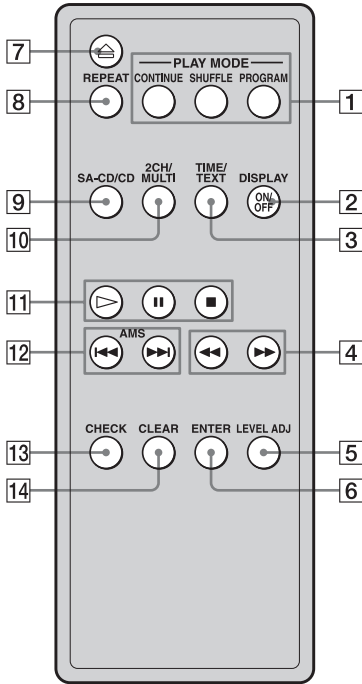 7
PLAY MODE
REPEAT CONTINUE SHUFFLE PROGRAM
8
1
SA-CD/CD 2CH/ MULTI TIME/ TEXT DISPLAY
ON/ OFF
9
2
10
3
11
AMS
12
4
CHECK CLEAR ENTER LEVEL ADJ
13
5
14
6